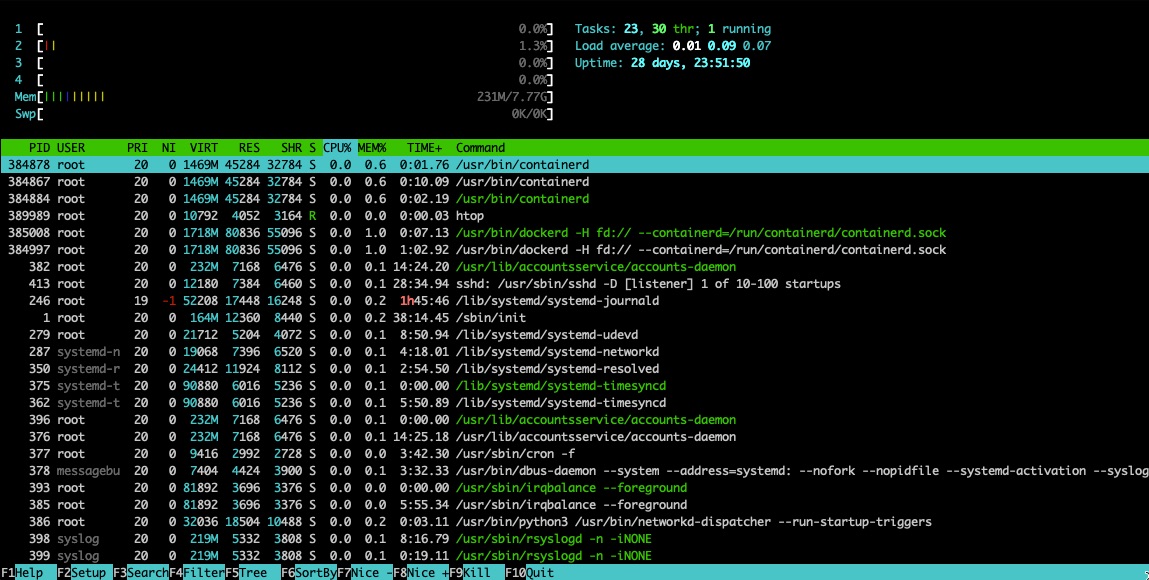 1 [ 0.0%] Tasks: 23, 30 thr; 1 running
2 [|| 1.3%] Load average: 0.01 0.09 0.07
3 [ 0.0%] Uptime: 28 days, 23:51:50
4 [ 0.0%]
Mem[||||||||| 231M/7.77G]
Swp[ 0K/0K]
PID USER PRI NI VIRT RES SHR S CPU% MEM% TIME+ Command
384878 root 20 0 1469M 45284 32784 S 0.0 0.6 0:01.76 /usr/bin/containerd
384867 root 20 0 1469M 45284 32784 S 0.0 0.6 0:10.09 /usr/bin/containerd
384884 root 20 0 1469M 45284 32784 S 0.0 0.6 0:02.19 /usr/bin/containerd
389989 root 20 0 10792 4052 3164 R 0.0 0.0 0:00.03 htop
385008 root 20 0 1718M 80836 55096 S 0.0 1.0 0:07.13 /usr/bin/dockerd -H fd:// --containerd=/run/containerd/containerd.sock
384997 root 20 0 1718M 80836 55096 S 0.0 1.0 1:02.92 /usr/bin/dockerd -H fd:// --containerd=/run/containerd/containerd.sock
382 root 20 0 232M 7168 6476 S 0.0 0.1 14:24.20 /usr/lib/accountsservice/accounts-daemon
413 root 20 0 12180 7384 6460 S 0.0 0.1 28:34.94 sshd: /usr/sbin/sshd -D [listener] 1 of 10-100 startups
246 root 19 -1 52208 17448 16248 S 0.0 0.2 1h45:46 /lib/systemd/systemd-journald
1 root 20 0 164M 12360 8440 S 0.0 0.2 38:14.45 /sbin/init
279 root 20 0 21712 5204 4072 S 0.0 0.1 8:50.94 /lib/systemd/systemd-udevd
287 systemd-n 20 0 19068 7396 6520 S 0.0 0.1 4:18.01 /lib/systemd/systemd-networkd
350 systemd-r 20 0 24412 11924 8112 S 0.0 0.1 2:54.50 /lib/systemd/systemd-resolved
375 systemd-t 20 0 90880 6016 5236 S 0.0 0.1 0:00.00 /lib/systemd/systemd-timesyncd
362 systemd-t 20 0 90880 6016 5236 S 0.0 0.1 5:50.89 /lib/systemd/systemd-timesyncd
396 root 20 0 232M 7168 6476 S 0.0 0.1 0:00.00 /usr/lib/accountsservice/accounts-daemon
376 root 20 0 232M 7168 6476 S 0.0 0.1 14:25.18 /usr/lib/accountsservice/accounts-daemon
377 root 20 0 9416 2992 2728 S 0.0 0.0 3:42.30 /usr/sbin/cron -f
378 messagebu 20 0 7404 4424 3900 S 0.0 0.1 3:32.33 /usr/bin/dbus-daemon --system --address=systemd: --nofork --nopidfile --systemd-activation --syslog
393 root 20 0 81892 3696 3376 S 0.0 0.0 0:00.00 /usr/sbin/irqbalance --foreground
385 root 20 0 81892 3696 3376 S 0.0 0.0 5:55.34 /usr/sbin/irqbalance --foreground
386 root 20 0 32036 18504 10488 S 0.0 0.2 0:03.11 /usr/bin/python3 /usr/bin/networkd-dispatcher --run-startup-triggers
398 syslog 20 0 219M 5332 3808 S 0.0 0.1 8:16.79 /usr/sbin/rsyslogd -n -iNONE
399 syslog 20 0 219M 5332 3808 S 0.0 0.1 0:19.11 /usr/sbin/rsyslogd -n -iNONE
F1Help F2Setup F3SearchF4FilterF5Tree F6SortByF7Nice -F8Nice +F9Kill F10Quit